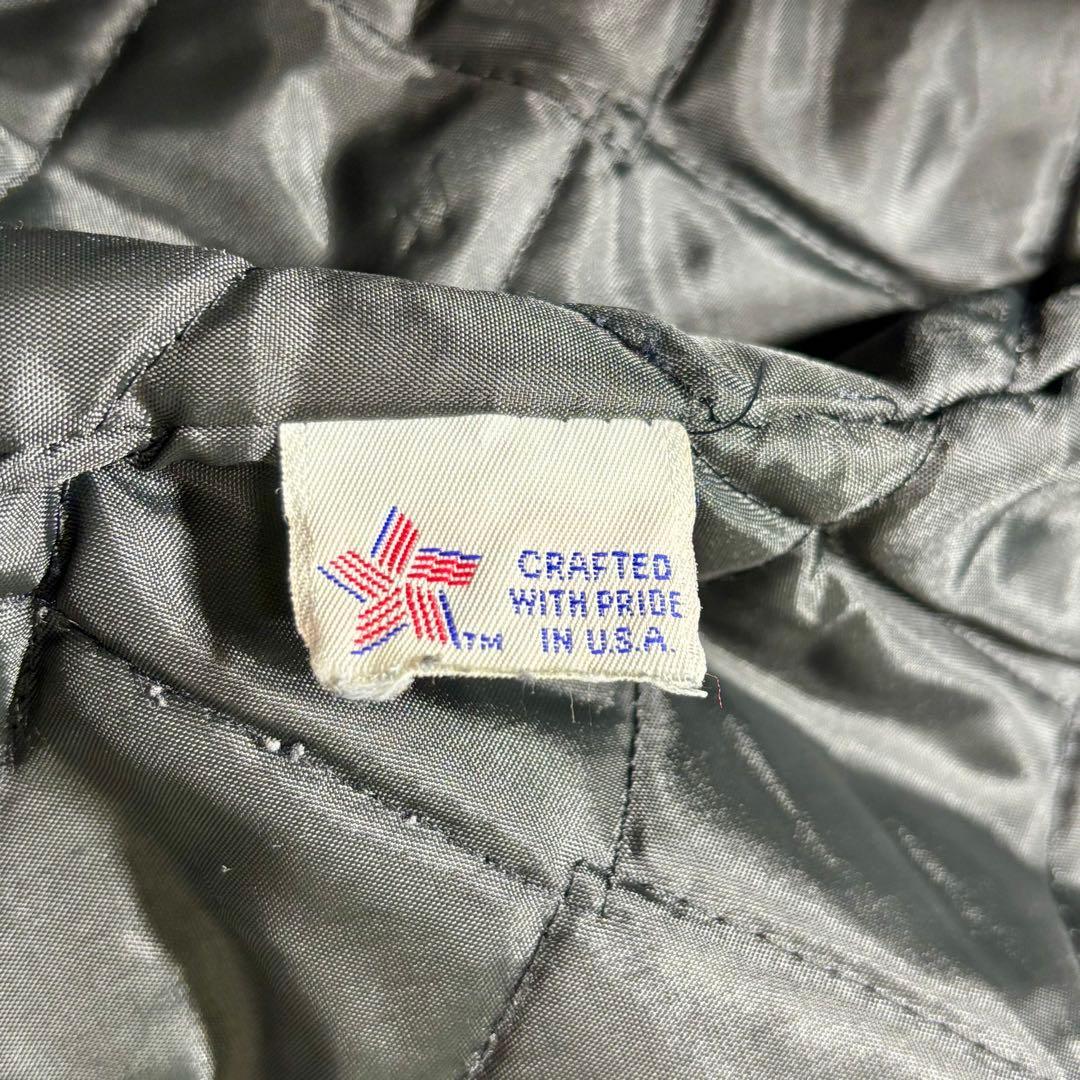 CRAFTED
WITH PRIDE
IN U.S.A.
TM